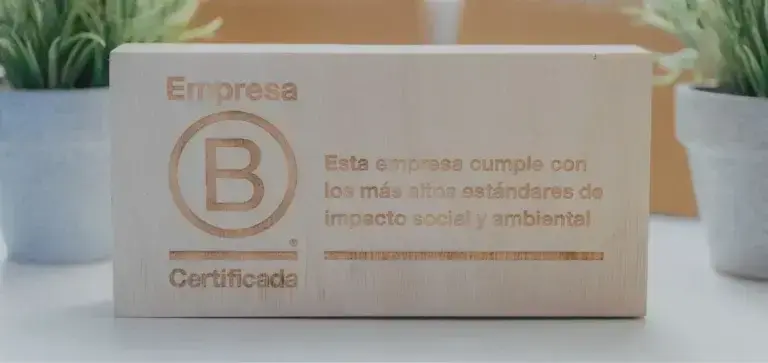 Empresa
B
®
Certificada
Esta empresa cumple con
los más altos estándares de
impacto social y ambiental